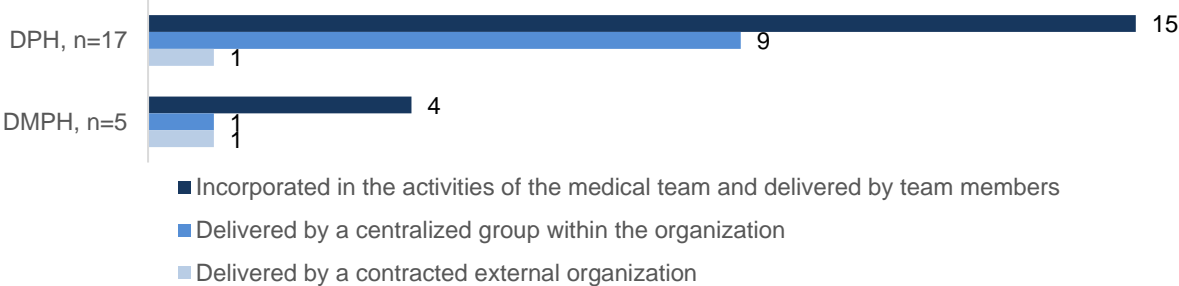 15
DPH, n=17
9
1
4
DMPH, n=5
1
1
Incorporated in the activities of the medical team and delivered by team members
Delivered by a centralized group within the organization
Delivered by a contracted external organization